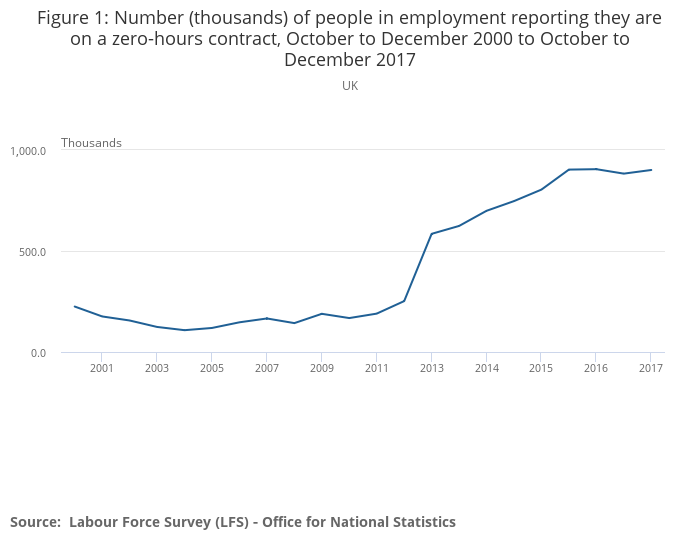 Figure 1: Number (thousands) of people in employment reporting they are
on a zero-hours contract, October to December 2000 to October to
December 2017
UK
Thousands
1,000.0
500.0
0.0
2001 2003 2005 2007 2009 2011 2013 2014 2015 2016 2017
Source: Labour Force Survey (LFS) - Office for National Statistics